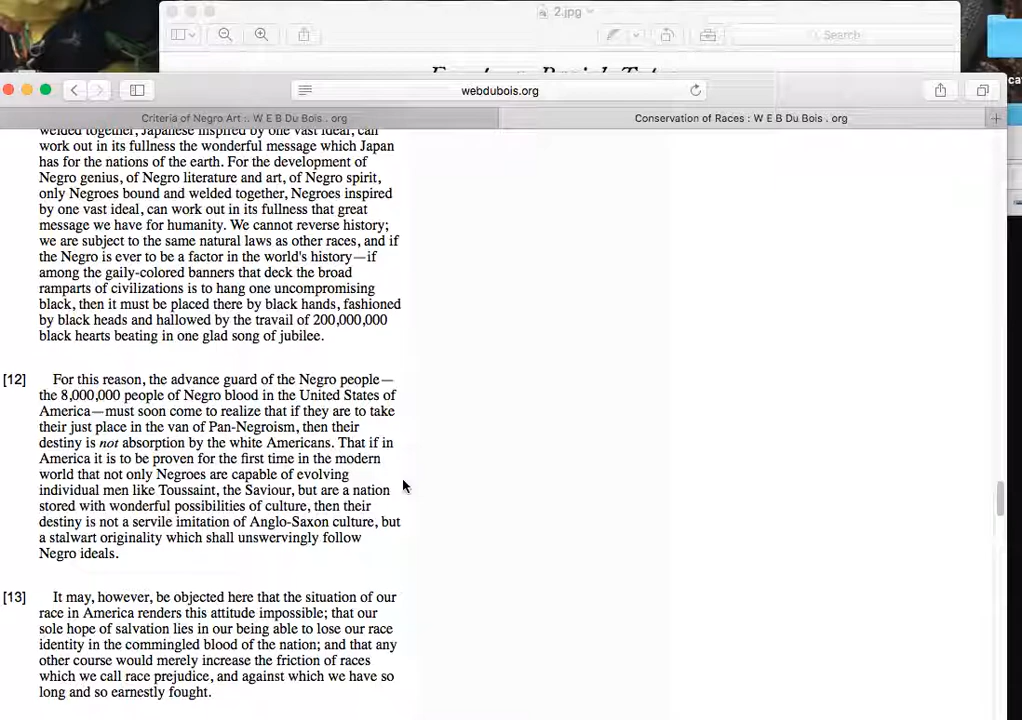 2.jpg
Search
webdubois.org
Criteria of Negro Art :. W E B Du Bois . org
Conservation of Races : W E B Du Bois . org
welded together, Japanese inspired by one vast ideal, can
work out in its fullness the wonderful message which Japan
has for the nations of the earth. For the development of
Negro genius, of Negro literature and art, of Negro spirit,
only Negroes bound and welded together, Negroes inspired
by one vast ideal, can work out in its fullness that great
message we have for humanity. We cannot reverse history;
we are subject to the same natural laws as other races, and if
the Negro is ever to be a factor in the world's history—if
among the gaily-colored banners that deck the broad
ramparts of civilizations is to hang one uncompromising
black, then it must be placed there by black hands, fashioned
by black heads and hallowed by the travail of 200,000,000
black hearts beating in one glad song of jubilee.
[12] For this reason, the advance guard of the Negro people—
the 8,000,000 people of Negro blood in the United States of
America—must soon come to realize that if they are to take
their just place in the van of Pan-Negroism, then their
destiny is not absorption by the white Americans. That if in
America it is to be proven for the first time in the modern
world that not only Negroes are capable of evolving
individual men like Toussaint, the Saviour, but are a nation
stored with wonderful possibilities of culture, then their
destiny is not a servile imitation of Anglo-Saxon culture, but
a stalwart originality which shall unswervingly follow
Negro ideals.
[13] It may, however, be objected here that the situation of our
race in America renders this attitude impossible; that our
sole hope of salvation lies in our being able to lose our race
identity in the commingled blood of the nation; and that any
other course would merely increase the friction of races
which we call race prejudice, and against which we have so
long and so earnestly fought.